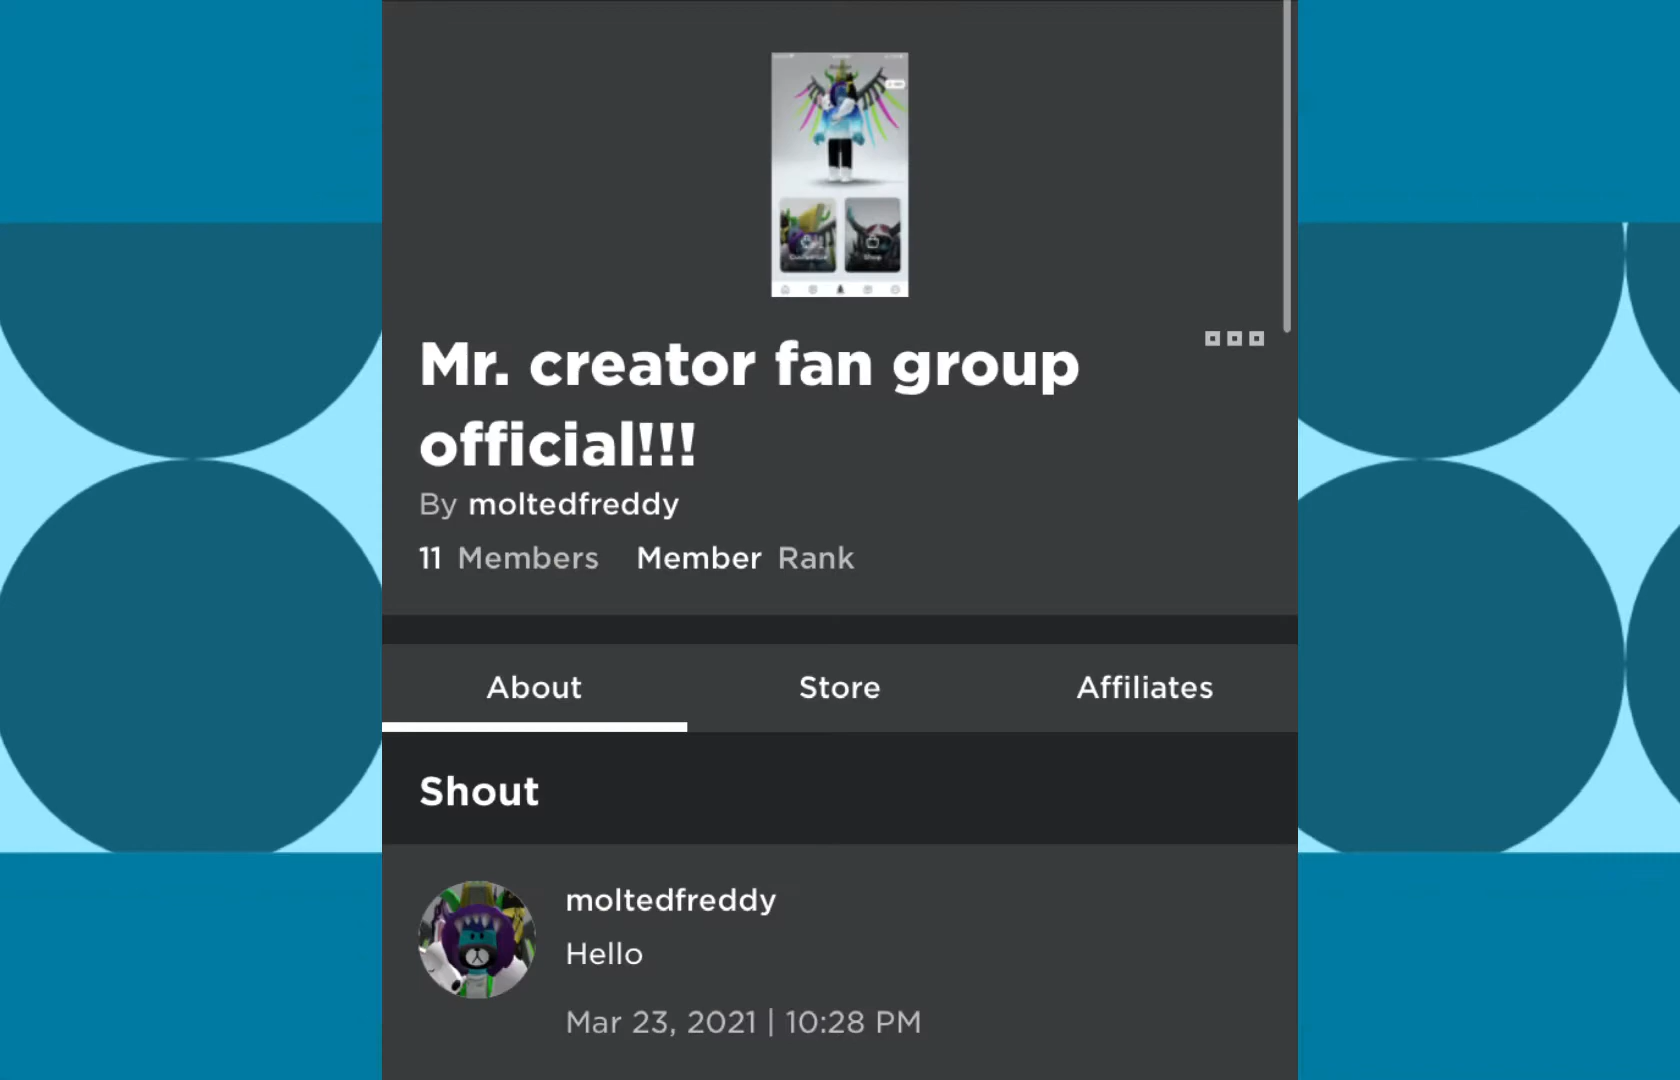 Mr. creator fan group
official!!!
By moltedfreddy
11 Members Member Rank
About Store Affiliates
Shout
moltedfreddy
Hello
Mar 23, 2021 | 10:28 PM